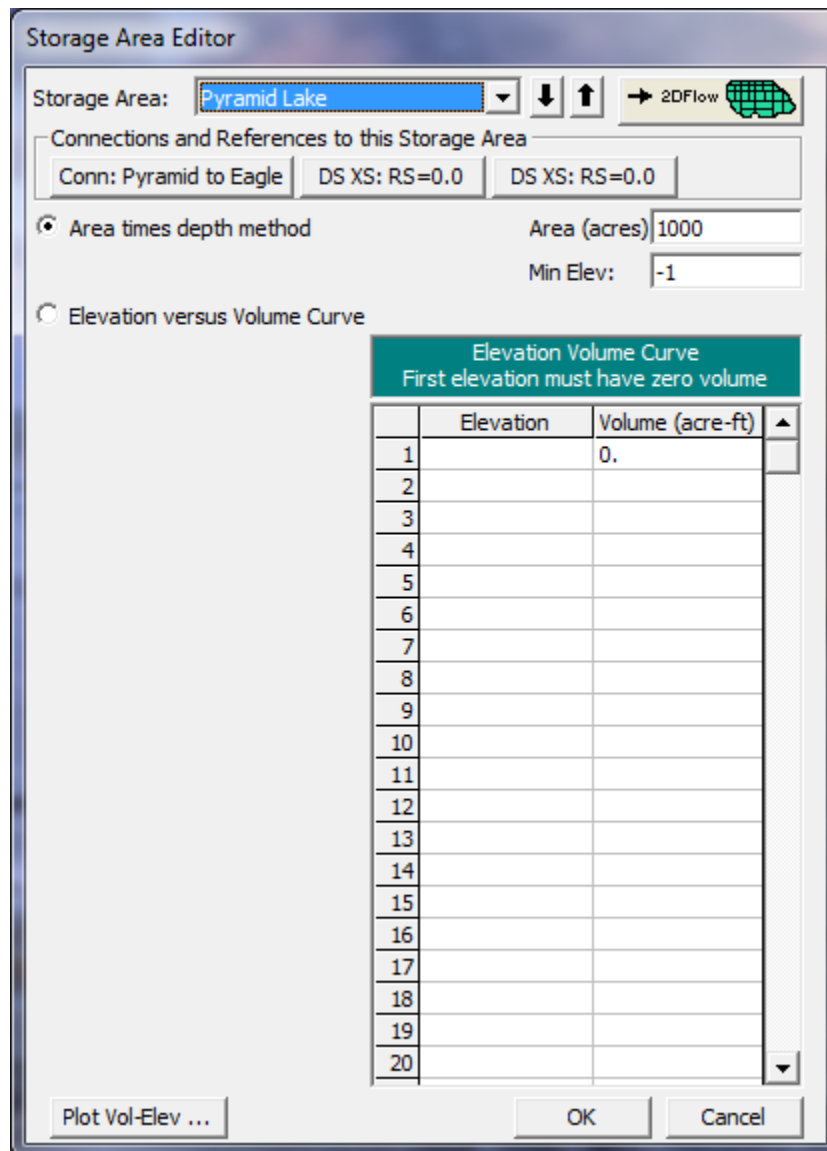 Storage Area Editor
Storage Area: Pyramid Lake 2DFlow
Connections and References to this Storage Area
Conn: Pyramid to Eagle DS XS: RS=0.0 DS XS: RS=0.0
Area times depth method Area (acres) 1000
Min Elev: -1
Elevation versus Volume Curve
Elevation Volume Curve
First elevation must have zero volume
Elevation Volume (acre-ft)
1 0.
2
3
4
5
6
7
8
9
10
11
12
13
14
15
16
17
18
19
20
Plot Vol-Elev ... OK Cancel